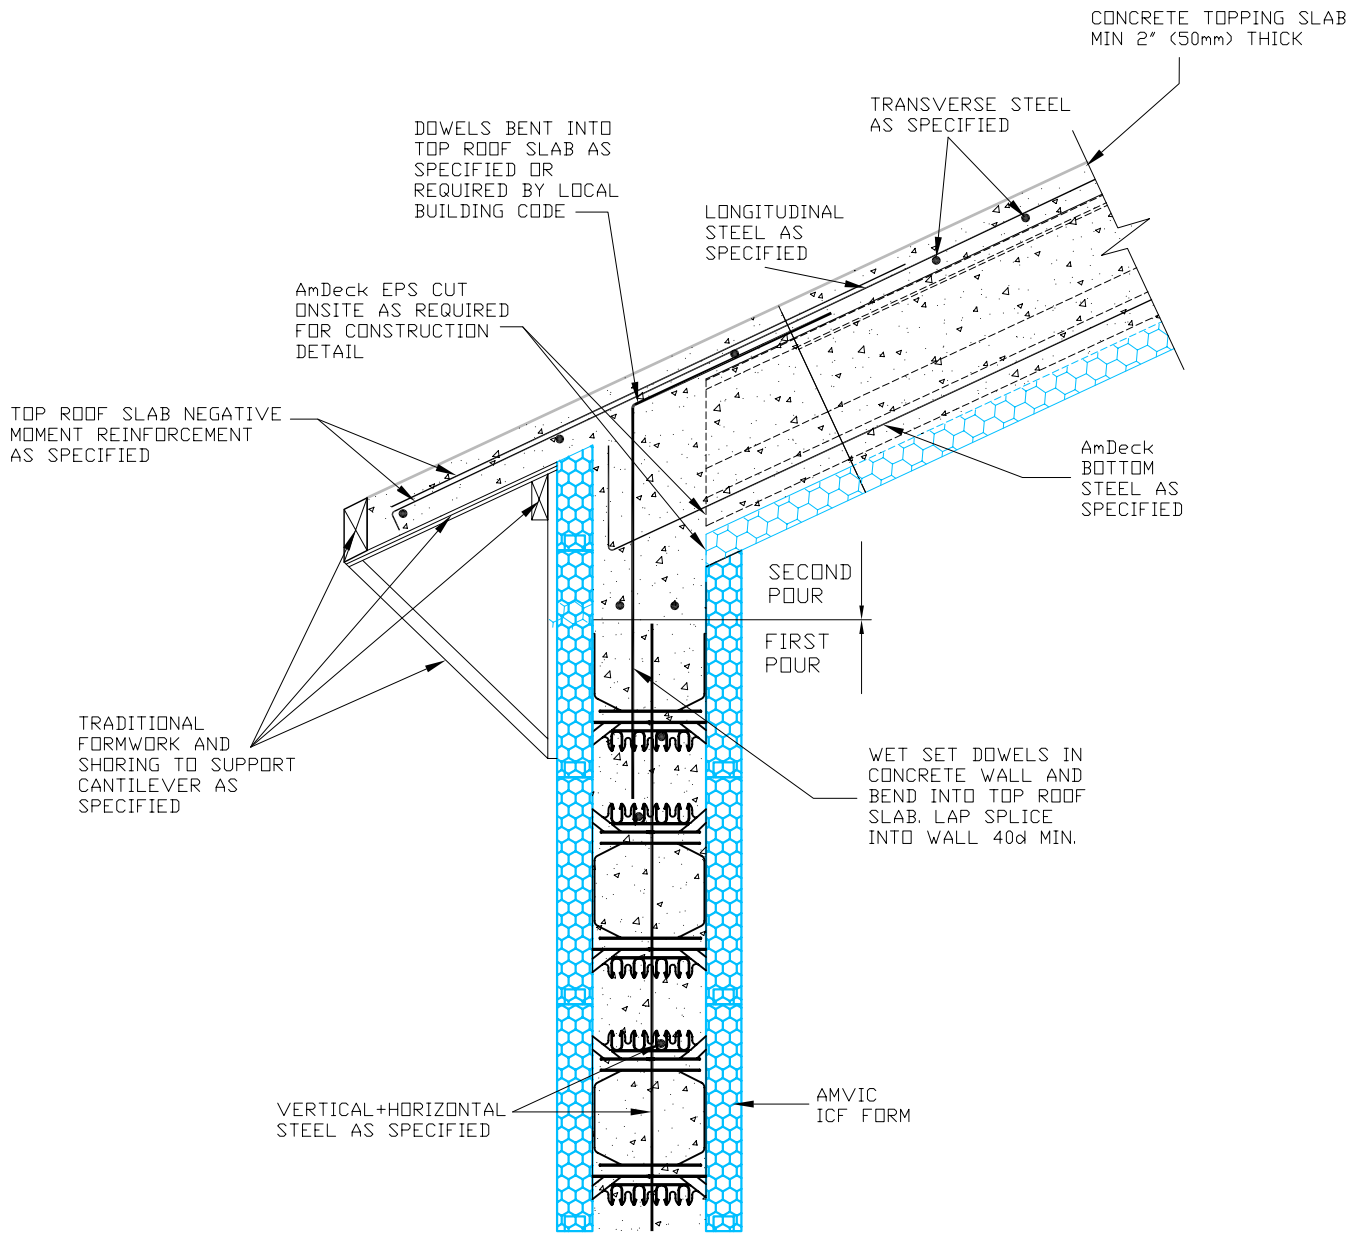 CONCRETE TOPPING SLAB
MIN 2" (50mm) THICK
TRANSVERSE STEEL
AS SPECIFIED
DOWELS BENT INTO
TOP ROOF SLAB AS
SPECIFIED OR
REQUIRED BY LOCAL
BUILDING CODE
LONGITUDINAL
STEEL AS
SPECIFIED
AmDeck EPS CUT
ONSITE AS REQUIRED
FOR CONSTRUCTION
DETAIL
TOP ROOF SLAB NEGATIVE
MOMENT REINFORCEMENT
AS SPECIFIED
AmDeck
BOTTOM
STEEL AS
SPECIFIED
SECOND
POUR
FIRST
POUR
TRADITIONAL
FORMWORK AND
SHORING TO SUPPORT
CANTILEVER AS
SPECIFIED
WET SET DOWELS IN
CONCRETE WALL AND
BEND INTO TOP ROOF
SLAB. LAP SPLICE
INTO WALL 40d MIN.
VERTICAL+HORIZONTAL
STEEL AS SPECIFIED
AMVIC
ICF FORM